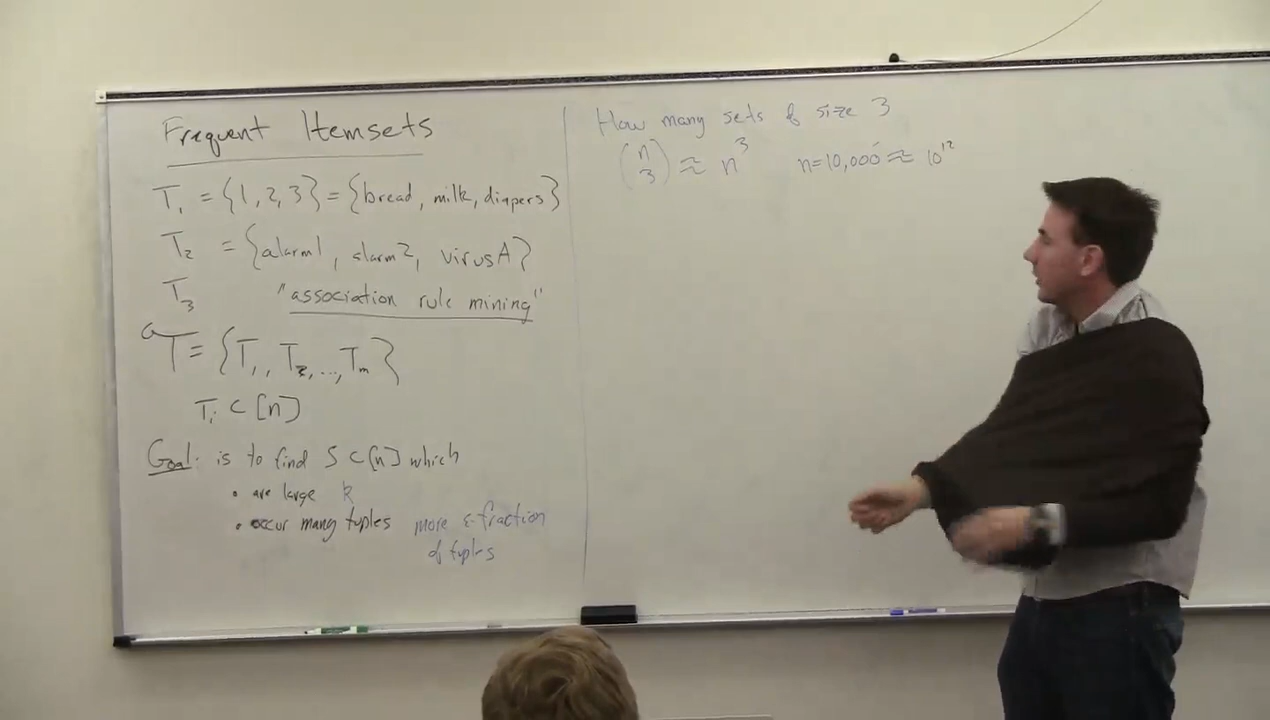 Frequent Itemsets
T₁ = {1, 2, 3} = {bread, milk, diapers}
T₂ = {alarm1, alarm2, virusA}
T₃ "association rule mining"
T = {T₁, T₂, ..., Tₘ}
Tᵢ ⊂ [n]
Goal: is to find S ⊂ [n] which
• are large k
• occur many tuples more ε-fraction
of tuples
How many sets of size 3
(n 3) ≈ n³ n=10,000 ≈ 10¹²